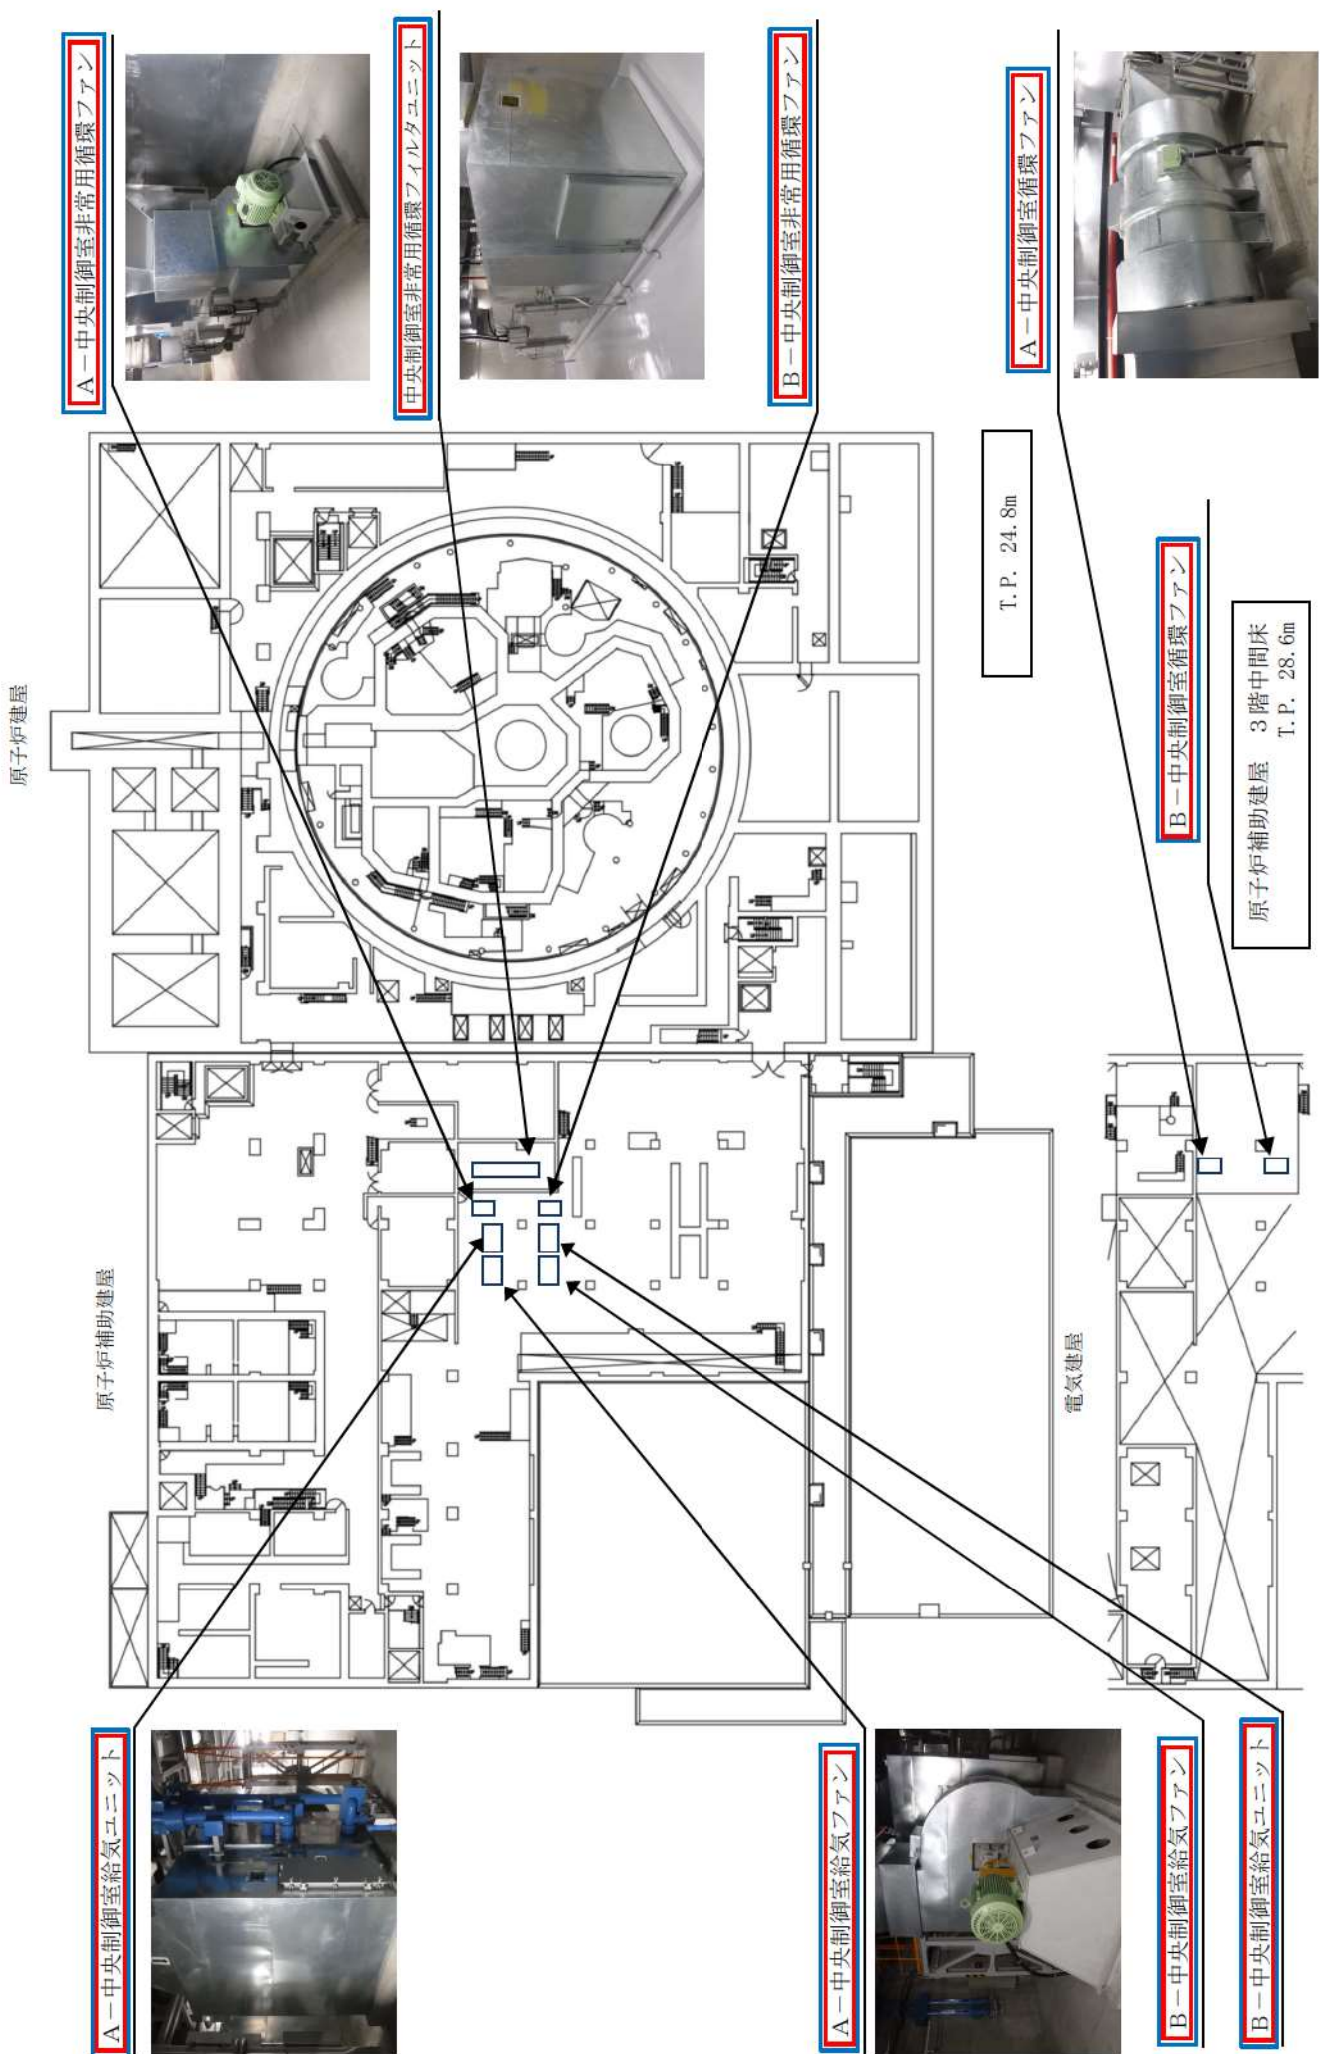 原子炉建屋
原子炉補助建屋
電気建屋
A－中央制御室非常用循環ファン
中央制御室非常用循環フィルタユニット
B－中央制御室非常用循環ファン
A－中央制御室循環ファン
T.P. 24.8m
B－中央制御室循環ファン
原子炉補助建屋 3階中間床
T.P. 28.6m
A－中央制御室給気ユニット
A－中央制御室給気ファン
B－中央制御室給気ファン
B－中央制御室給気ユニット